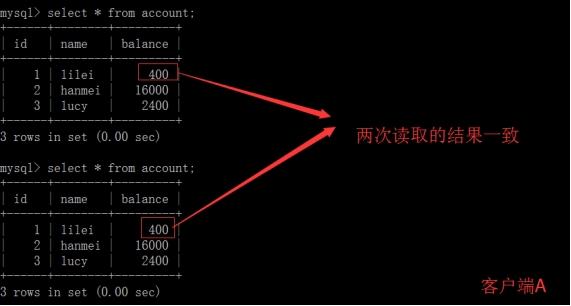 mysql> select * from account;
+------+--------+---------+
| id | name | balance |
+------+--------+---------+
| 1 | lilei | 400 |
| 2 | hanmei | 16000 |
| 3 | lucy | 2400 |
+------+--------+---------+
3 rows in set (0.00 sec)
两次读取的结果一致
mysql> select * from account;
+------+--------+---------+
| id | name | balance |
+------+--------+---------+
| 1 | lilei | 400 |
| 2 | hanmei | 16000 |
| 3 | lucy | 2400 |
+------+--------+---------+
3 rows in set (0.00 sec)
客户端A